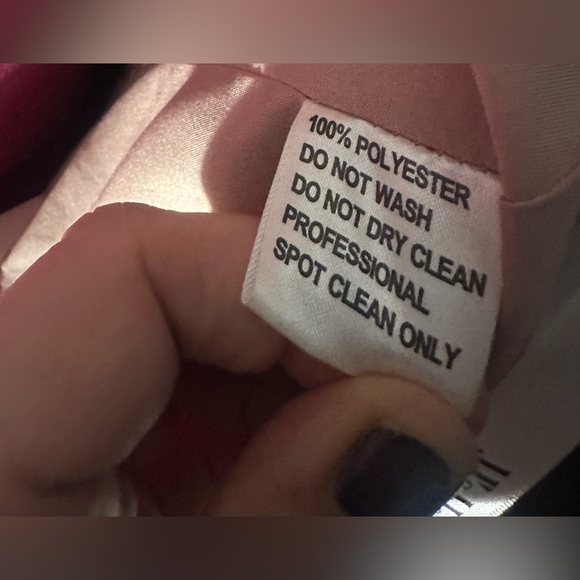 100% POLYESTER
DO NOT WASH
DO NOT DRY CLEAN
PROFESSIONAL
SPOT CLEAN ONLY